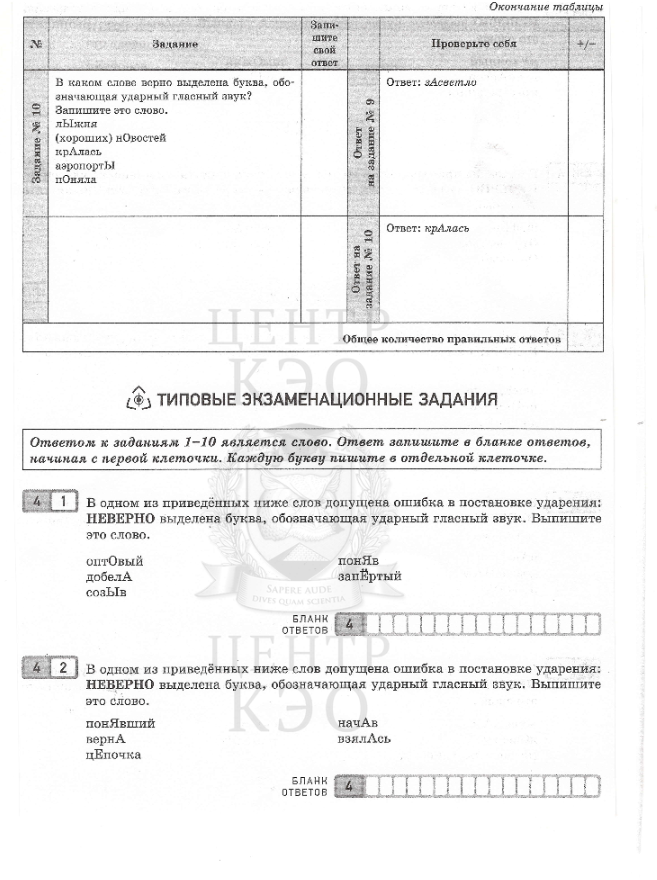 Окончание таблицы
№
Задание
Запи-
шите
свой
ответ
Проверьте себя
+/–
Задание № 10
В каком слове верно выделена буква, обо-
значающая ударный гласный звук?
Запишите это слово.
лЫжня
(хороших) нОвостей
крАлась
аэропортЫ
пОняла
Ответ
на задание № 9
Ответ: зАсветло
Ответ на
задание № 10
Ответ: крАлась
Общее количество правильных ответов
ЦЕНТР
КЭО
ТИПОВЫЕ ЭКЗАМЕНАЦИОННЫЕ ЗАДАНИЯ
Ответом к заданиям 1–10 является слово. Ответ запишите в бланке ответов,
начиная с первой клеточки. Каждую букву пишите в отдельной клеточке.
4 1 В одном из приведённых ниже слов допущена ошибка в постановке ударения:
НЕВЕРНО выделена буква, обозначающая ударный гласный звук. Выпишите
это слово.
оптОвый понЯв
добелА запЁртый
созЫв
SAPERE AUDE
DIVES QUAM SCIENTIA
БЛАНК
ОТВЕТОВ 4
ЦЕНТР
КЭО
4 2 В одном из приведённых ниже слов допущена ошибка в постановке ударения:
НЕВЕРНО выделена буква, обозначающая ударный гласный звук. Выпишите
это слово.
понЯвший начАв
вернА взялАсь
цЕпочка
БЛАНК
ОТВЕТОВ 4